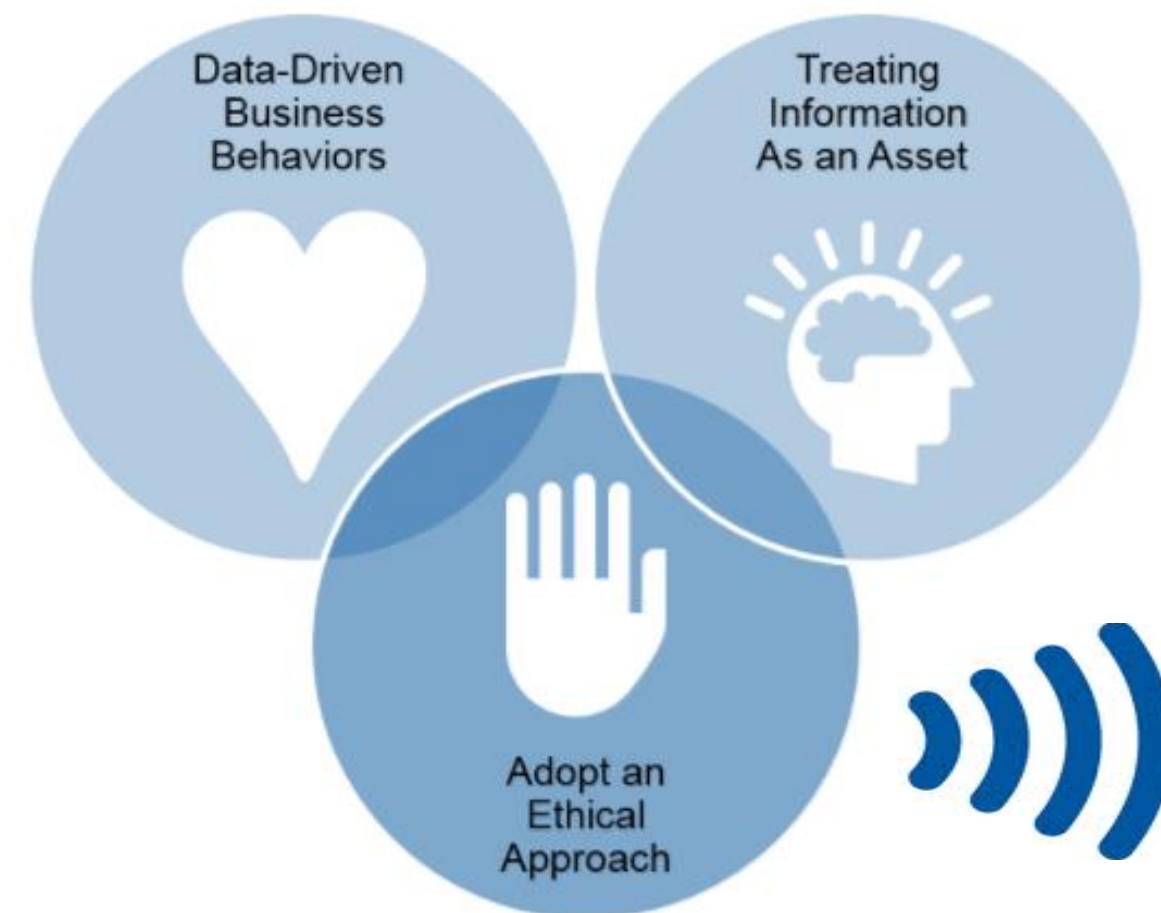 Data-Driven
Business
Behaviors
Treating
Information
As an Asset
Adopt an
Ethical
Approach